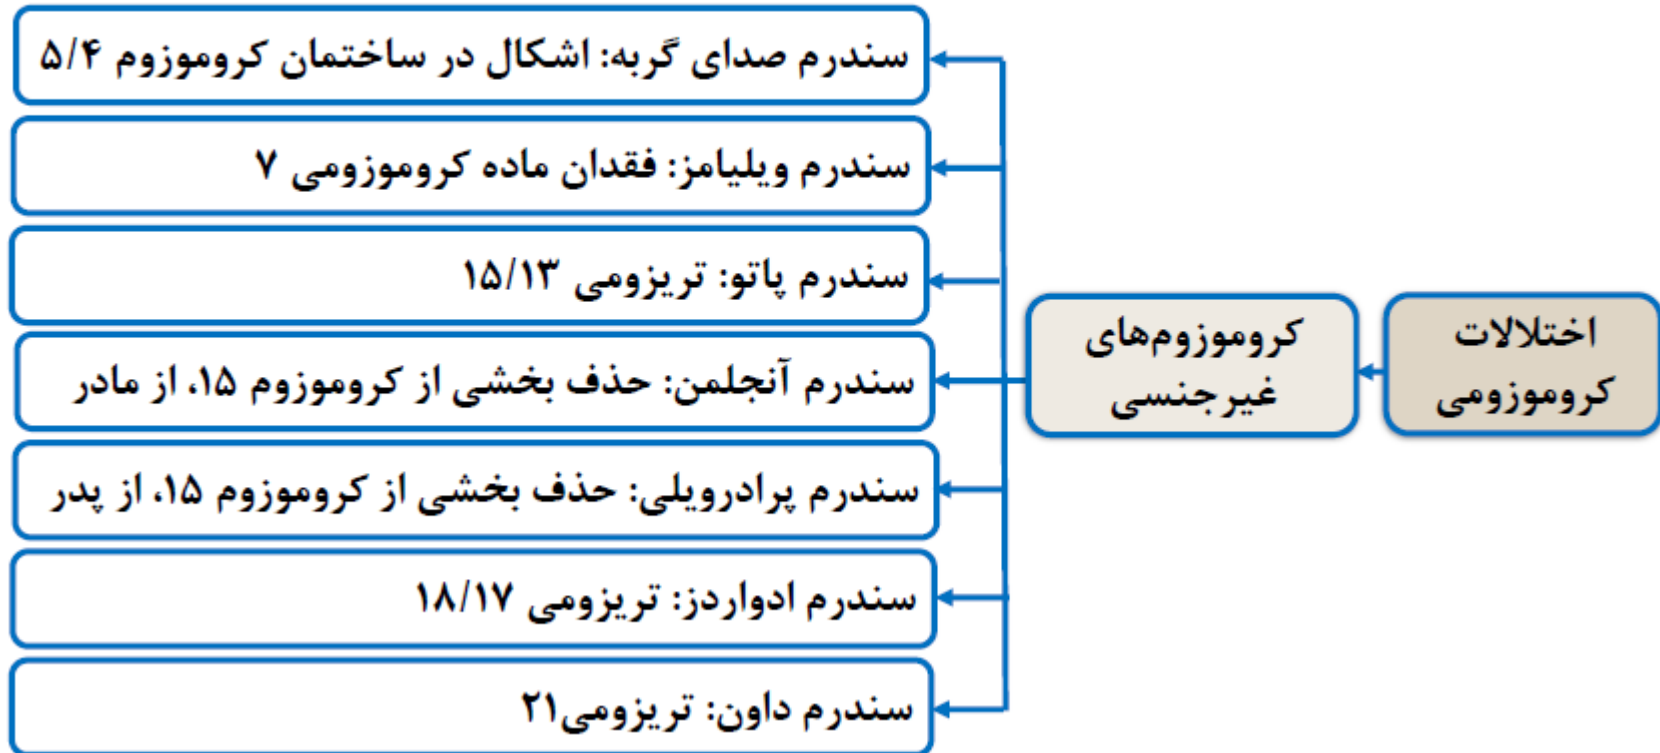 اختلالات
کروموزومی
کروموزوم‌های
غیرجنسی
سندرم صدای گربه: اشکال در ساختمان کروموزوم ۵/۴
سندرم ویلیامز: فقدان ماده کروموزومی ۷
سندرم پاتو: تریزومی ۱۵/۱۳
سندرم آنجلمن: حذف بخشی از کروموزوم ۱۵، از مادر
سندرم پرادرویلی: حذف بخشی از کروموزوم ۱۵، از پدر
سندرم ادواردز: تریزومی ۱۸/۱۷
سندرم داون: تریزومی۲۱